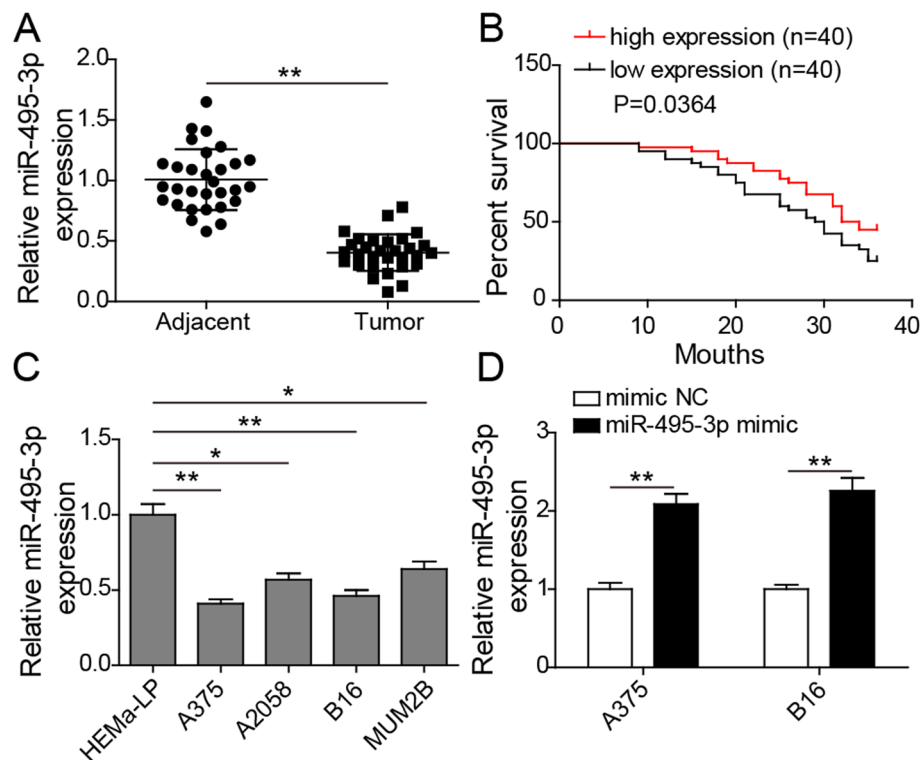 A
Relative miR-495-3p
expression
2.0
1.5
1.0
0.5
0.0
**
Adjacent
Tumor
B
high expression (n=40)
low expression (n=40)
P=0.0364
Percent survival
150
100
50
0
0
10
20
30
40
Mouths
C
Relative miR-495-3p
expression
1.5
1.0
0.5
0.0
*
**
*
**
HEMa-LP
A375
A2058
B16
MUM2B
D
mimic NC
miR-495-3p mimic
Relative miR-495-3p
expression
3
2
1
0
**
**
A375
B16